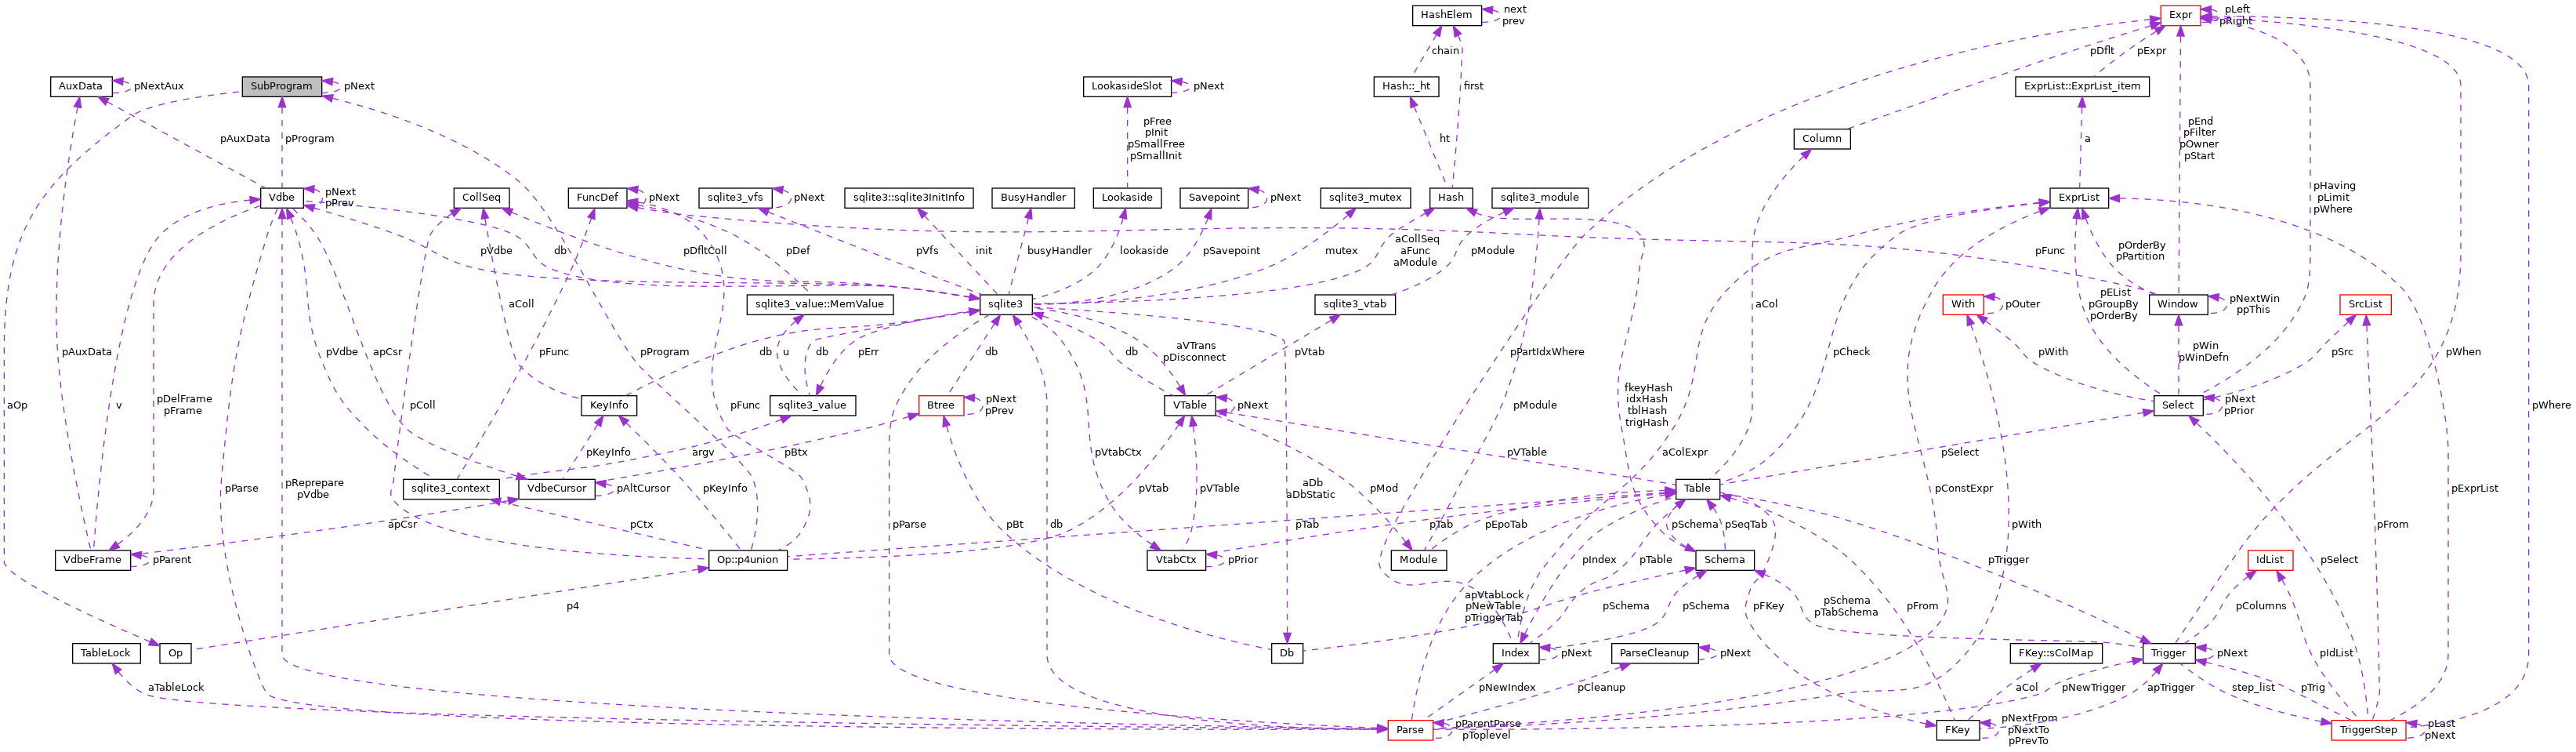 HashElem
next
prev
Expr
pLeft
pRight
chain
pDflt
pExpr
AuxData
pNextAux
SubProgram
pNext
LookasideSlot
pNext
Hash::_ht
first
ExprList::ExprList_item
pAuxData
pProgram
pFree
pInit
pSmallFree
pSmallInit
ht
Column
a
pEnd
pFilter
pOwner
pStart
Vdbe
pNext
pPrev
CollSeq
FuncDef
pNext
sqlite3_vfs
pNext
sqlite3::sqlite3InitInfo
BusyHandler
Lookaside
Savepoint
pNext
sqlite3_mutex
Hash
sqlite3_module
ExprList
pHaving
pLimit
pWhere
pVdbe
db
pDfltColl
pDef
pVfs
init
busyHandler
lookaside
pSavepoint
mutex
aCollSeq
aFunc
aModule
pModule
pFunc
pOrderBy
pPartition
aColl
sqlite3_value::MemValue
sqlite3
sqlite3_vtab
aCol
pEList
pGroupBy
pOrderBy
With
pOuter
Window
pNextWin
ppThis
SrcList
pAuxData
pVdbe
apCsr
pFunc
pProgram
db
u
db
pErr
db
db
aVTrans
pDisconnect
pVtab
pPartIdxWhere
pCheck
pWith
pWin
pWinDefn
pSrc
pWhen
aOp
v
pDelFrame
pFrame
pColl
KeyInfo
pFunc
sqlite3_value
Btree
pNext
pPrev
VTable
pNext
pModule
fkeyHash
idxHash
tblHash
trigHash
Select
pNext
pPrior
pWhere
pKeyInfo
argv
pBtx
pVtabCtx
pVTable
aColExpr
pSelect
pParse
pReprepare
pVdbe
sqlite3_context
VdbeCursor
pAltCursor
pKeyInfo
pVtab
pVTable
aDb
aDbStatic
pMod
Table
pConstExpr
pExprList
apCsr
pCtx
pParse
db
pBt
pTab
pTab
pEpoTab
pSchema
pSeqTab
pWith
pFrom
VdbeFrame
pParent
Op::p4union
VtabCtx
pPrior
Module
pIndex
pTable
Schema
pTrigger
IdList
pSelect
p4
apVtabLock
pNewTable
pTriggerTab
pSchema
pSchema
pFKey
pSchema
pTabSchema
pFrom
pColumns
TableLock
Op
Db
Index
pNext
ParseCleanup
pNext
FKey::sColMap
Trigger
pNext
pIdList
aTableLock
pNewIndex
pCleanup
aCol
pNewTrigger
apTrigger
step_list
pTrig
Parse
pParentParse
pToplevel
FKey
pNextFrom
pNextTo
pPrevTo
TriggerStep
pLast
pNext